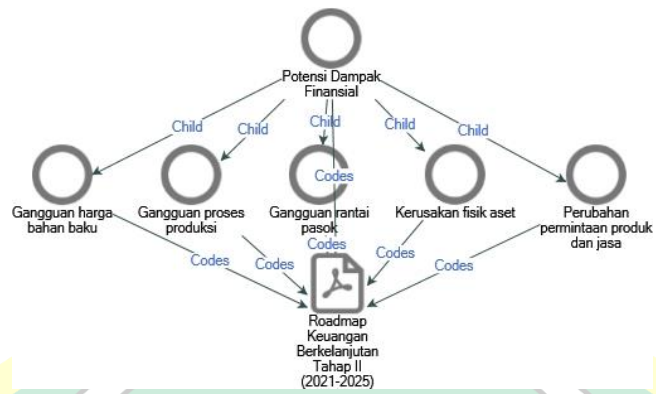 Potensi Dampak
Finansial
Child
Child
Child
Child
Child
Codes
Gangguan harga
bahan baku
Gangguan proses
produksi
Gangguan rantai
pasok
Kerusakan fisik aset
Perubahan
permintaan produk
dan jasa
Codes
Codes
Codes
Codes
Codes
Roadmap
Keuangan
Berkelanjutan
Tahap II
(2021-2025)